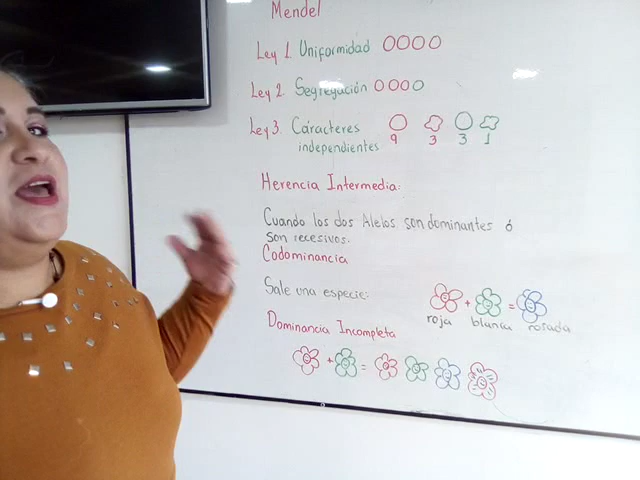 Mendel
Ley 1. Uniformidad
Ley 2. Segregación
Ley 3. Cáracteres
independientes
9 3 3 1
Herencia Intermedia:
Cuando los dos Alelos son dominantes ó
son recesivos.
Codominancia
Sale una especie:
+ =
roja blanca rosada
Dominancia Incompleta
+ =